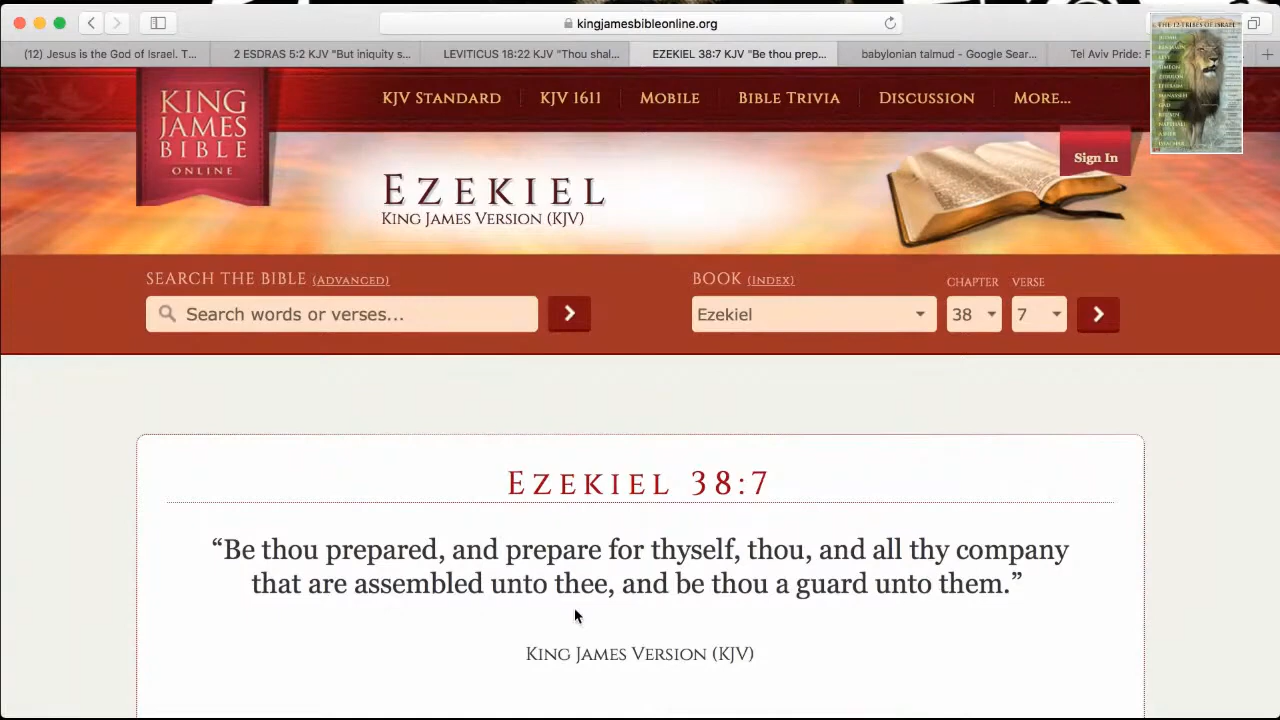 kingjamesbibleonline.org
(12) Jesus is the God of Israel. T...
2 ESDRAS 5:2 KJV "But iniquity s...
LEVITICUS 18:22 KJV "Thou shal...
EZEKIEL 38:7 KJV "Be thou prep...
babylonian talmud - Google Sear...
Tel Aviv Pride: F
THE 12 TRIBES OF ISRAEL
KING
JAMES
BIBLE
ONLINE
KJV STANDARD
KJV 1611
MOBILE
BIBLE TRIVIA
DISCUSSION
MORE...
Sign In
EZEKIEL
KING JAMES VERSION (KJV)
SEARCH THE BIBLE (ADVANCED)
Search words or verses...
BOOK (INDEX)
CHAPTER
VERSE
Ezekiel
38
7
EZEKIEL 38:7
“Be thou prepared, and prepare for thyself, thou, and all thy company
that are assembled unto thee, and be thou a guard unto them.”
KING JAMES VERSION (KJV)